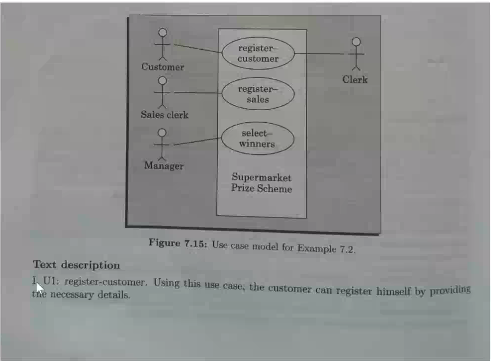 Customer
register-
customer
Clerk
register-
sales
Sales clerk
select-
winners
Manager
Supermarket
Prize Scheme
Figure 7.15: Use case model for Example 7.2.
Text description
U1: register-customer. Using this use case, the customer can register himself by providing
the necessary details.